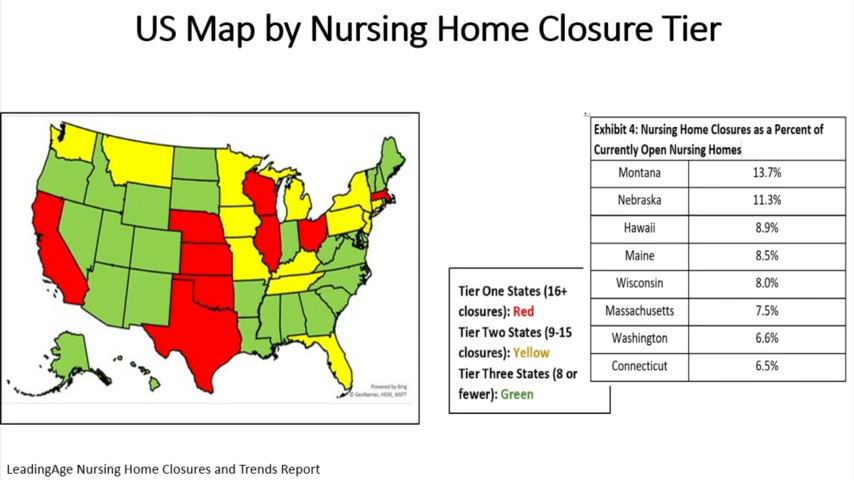 US Map by Nursing Home Closure Tier
Powered by Bing
© GeoNames, HERE, MSFT
Tier One States (16+
closures): Red
Tier Two States (9-15
closures): Yellow
Tier Three States (8 or
fewer): Green
Exhibit 4: Nursing Home Closures as a Percent of
Currently Open Nursing Homes
Montana 13.7%
Nebraska 11.3%
Hawaii 8.9%
Maine 8.5%
Wisconsin 8.0%
Massachusetts 7.5%
Washington 6.6%
Connecticut 6.5%
LeadingAge Nursing Home Closures and Trends Report